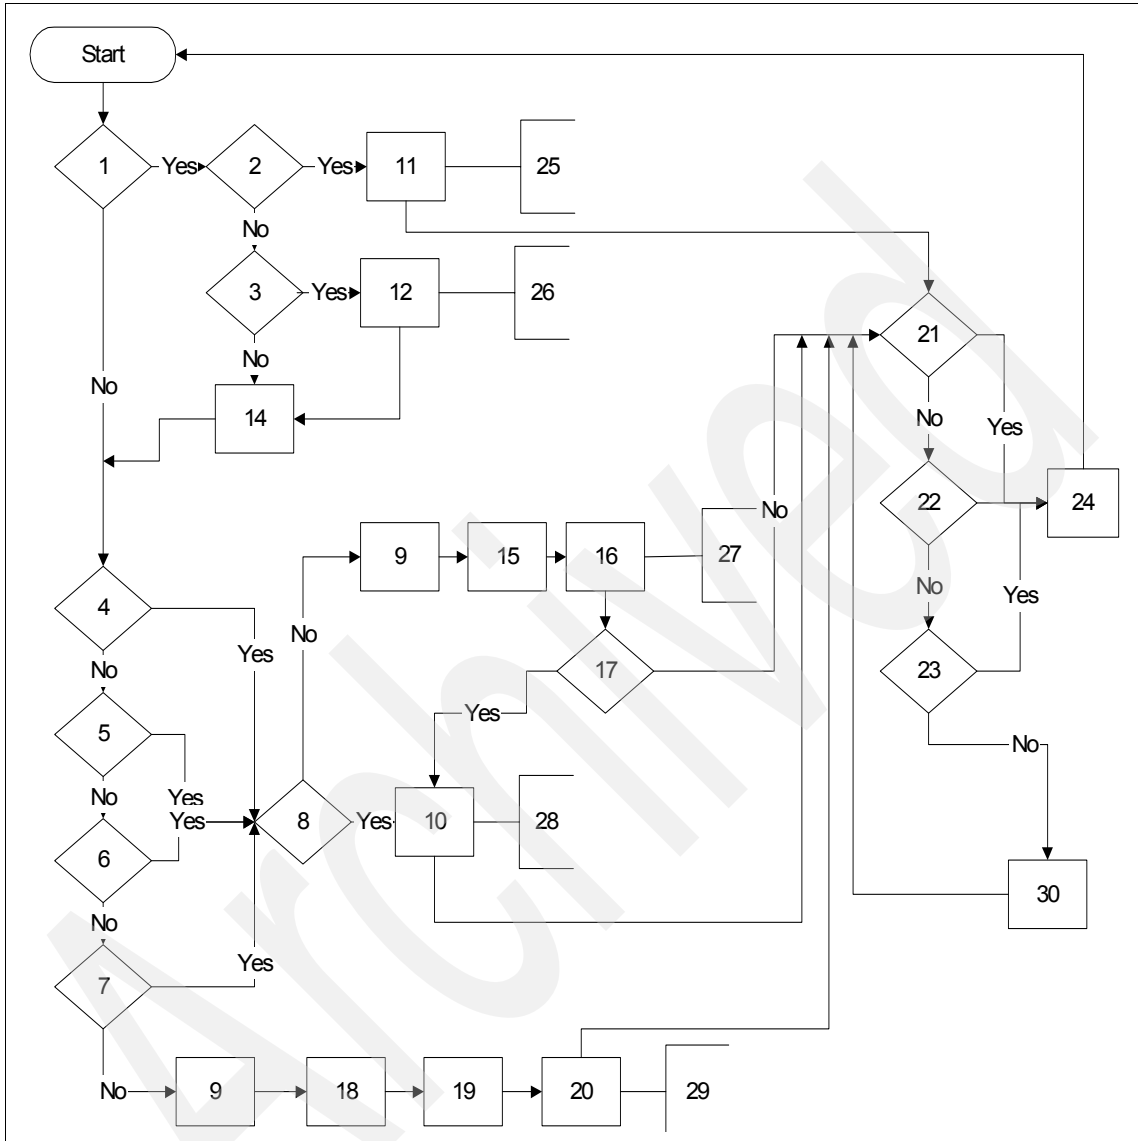 Start
1
Yes
2
Yes
11
25
No
3
Yes
12
26
No
14
No
21
No
Yes
22
24
No
Yes
23
No
30
9
15
16
27
No
No
17
Yes
4
Yes
No
5
Yes
No
Yes
8
Yes
10
28
6
No
Yes
7
No
9
18
19
20
29
Archived